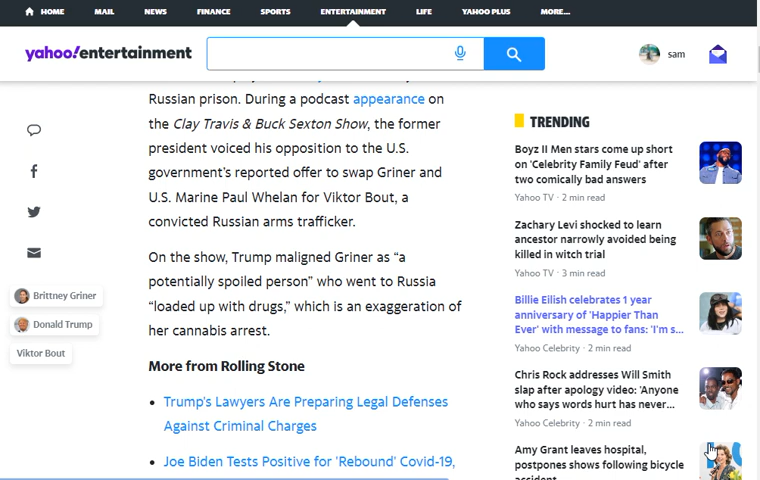 HOME
MAIL
NEWS
FINANCE
SPORTS
ENTERTAINMENT
LIFE
YAHOO PLUS
MORE...
yahoo!entertainment
sam
Russian prison. During a podcast appearance on
the Clay Travis & Buck Sexton Show, the former
president voiced his opposition to the U.S.
government's reported offer to swap Griner and
U.S. Marine Paul Whelan for Viktor Bout, a
convicted Russian arms trafficker.
On the show, Trump maligned Griner as “a
potentially spoiled person” who went to Russia
“loaded up with drugs,” which is an exaggeration of
her cannabis arrest.
More from Rolling Stone
• Trump's Lawyers Are Preparing Legal Defenses
Against Criminal Charges
• Joe Biden Tests Positive for 'Rebound' Covid-19,
Brittney Griner
Donald Trump
Viktor Bout
TRENDING
Boyz II Men stars come up short
on 'Celebrity Family Feud' after
two comically bad answers
Yahoo TV · 2 min read
Zachary Levi shocked to learn
ancestor narrowly avoided being
killed in witch trial
Yahoo TV · 3 min read
Billie Eilish celebrates 1 year
anniversary of 'Happier Than
Ever' with message to fans: 'I'm s...
Yahoo Celebrity · 2 min read
Chris Rock addresses Will Smith
slap after apology video: 'Anyone
who says words hurt has never...
Yahoo Celebrity · 2 min read
Amy Grant leaves hospital,
postpones shows following bicycle
accident